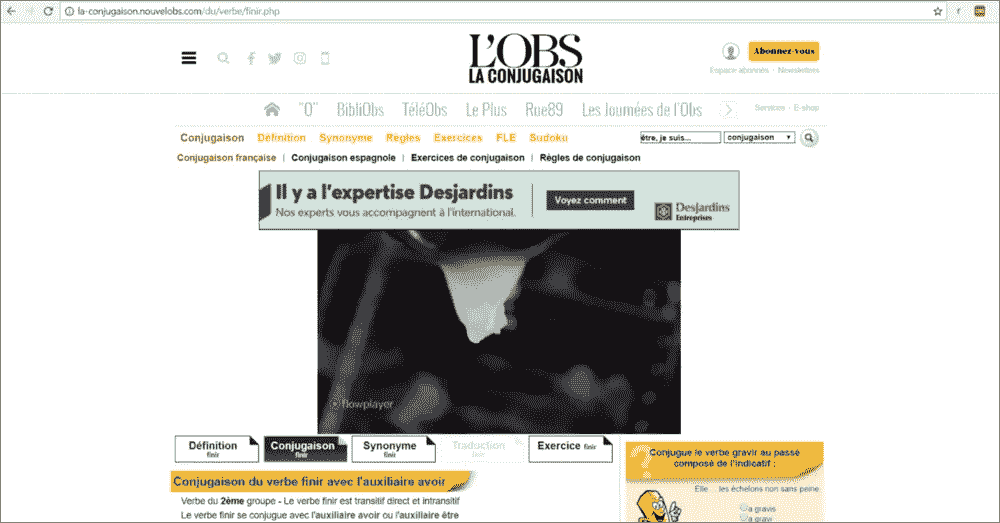 la-conjugaison.nouvelobs.com/du/verbe/finir.php
L'OBS
LA CONJUGAISON
Abonnez-vous
Espace abonnés - Newsletters
"O" BibliObs TéléObs Le Plus Rue89 Les Journées de l'Obs
Services - E-shop
Conjugaison Définition Synonyme Règles Exercices FLE Sudoku
être, je suis... conjugaison
Conjugaison française | Conjugaison espagnole | Exercices de conjugaison | Règles de conjugaison
Il y a l'expertise Desjardins
Nos experts vous accompagnent à l'international.
Voyez comment
Desjardins
Entreprises
flowplayer
Définition
finir
Conjugaison
finir
Synonyme
finir
Traduction
finir
Exercice finir
Conjugaison du verbe finir avec l'auxiliaire avoir
Verbe du 2ème groupe - Le verbe finir est transitif direct et intransitif
Le verbe finir se conjugue avec l'auxiliaire avoir ou l'auxiliaire être
Conjugue le verbe gravir au passé
composé de l'indicatif :
Elle ... les échelons non sans peine
a gravis
a gravi